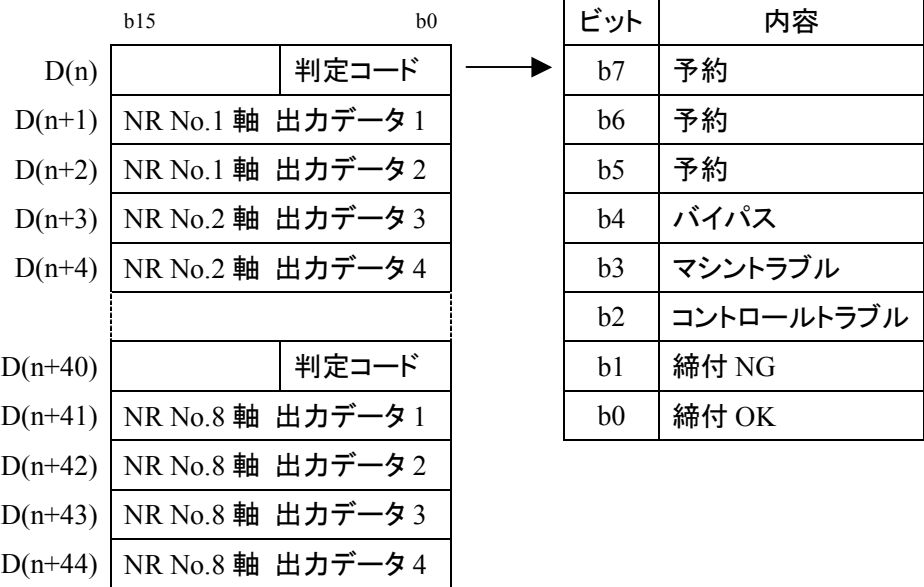 b15 b0
D(n) 判定コード
D(n+1) NR No.1 軸 出力データ 1
D(n+2) NR No.1 軸 出力データ 2
D(n+3) NR No.2 軸 出力データ 3
D(n+4) NR No.2 軸 出力データ 4
D(n+40) 判定コード
D(n+41) NR No.8 軸 出力データ 1
D(n+42) NR No.8 軸 出力データ 2
D(n+43) NR No.8 軸 出力データ 3
D(n+44) NR No.8 軸 出力データ 4
ビット 内容
b7 予約
b6 予約
b5 予約
b4 バイパス
b3 マシントラブル
b2 コントロールトラブル
b1 締付 NG
b0 締付 OK